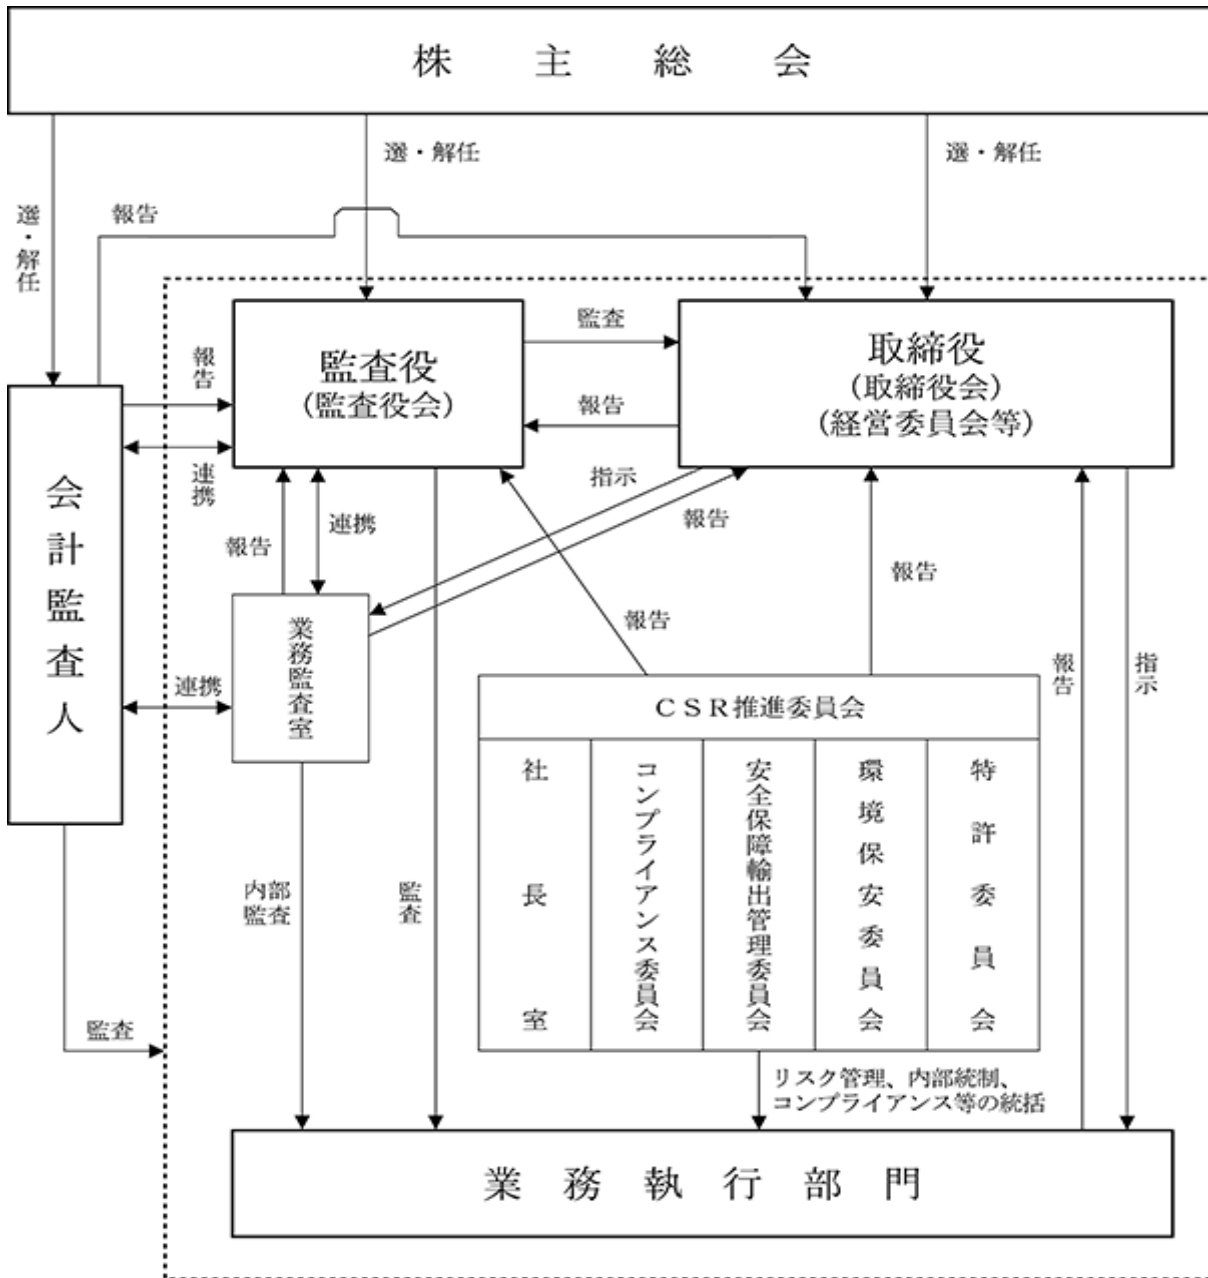 株主総会
選・解任
選・解任
選・解任
報告
監査役
(監査役会)
監査
報告
取締役
(取締役会)
(経営委員会等)
報告
連携
会計監査人
報告
連携
指示
報告
業務監査室
連携
報告
報告
報告
指示
CSR推進委員会
社長室
コンプライアンス委員会
安全保障輸出管理委員会
環境保安委員会
特許委員会
内部
監査
監査
監査
リスク管理、内部統制、
コンプライアンス等の統括
業務執行部門